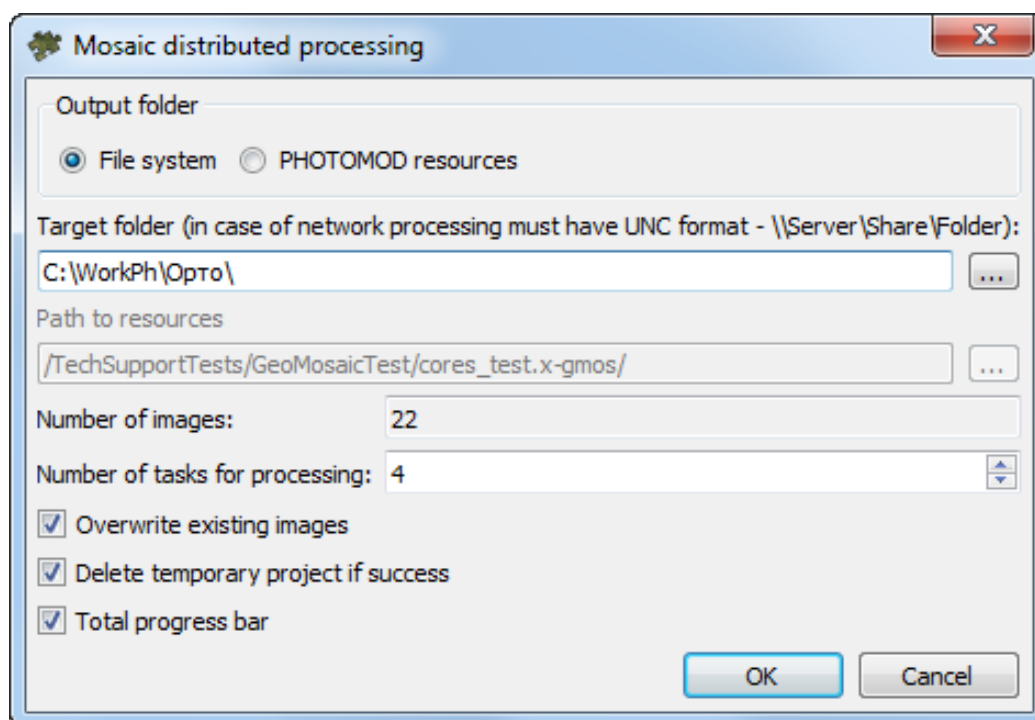 Mosaic distributed processing
Output folder
File system PHOTOMOD resources
Target folder (in case of network processing must have UNC format - \\Server\Share\Folder):
C:\WorkPh\Орто\ ...
Path to resources
/TechSupportTests/GeoMosaicTest/cores_test.x-gmos/ ...
Number of images: 22
Number of tasks for processing: 4
Overwrite existing images
Delete temporary project if success
Total progress bar
OK Cancel